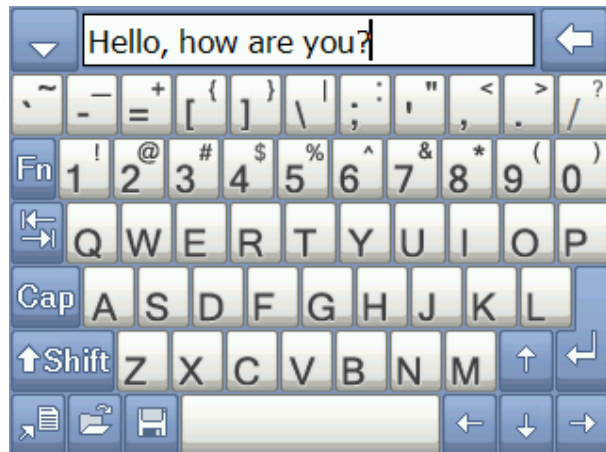 Hello, how are you?
` ~ - _ = + [ { ] } \ | ; : ' " , < . > / ?
Fn 1 ! 2 @ 3 # 4 $ 5 % 6 ^ 7 & 8 * 9 ( 0 )
Q W E R T Y U I O P
Cap A S D F G H J K L
Shift Z X C V B N M